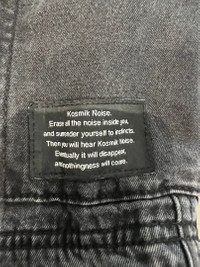 Kosmik Noise.
Erase all the noise inside you,
and surrender yourself to instincts.
Then you will hear Kosmik Noise.
Eventually it will disappear,
and nothingness will come.